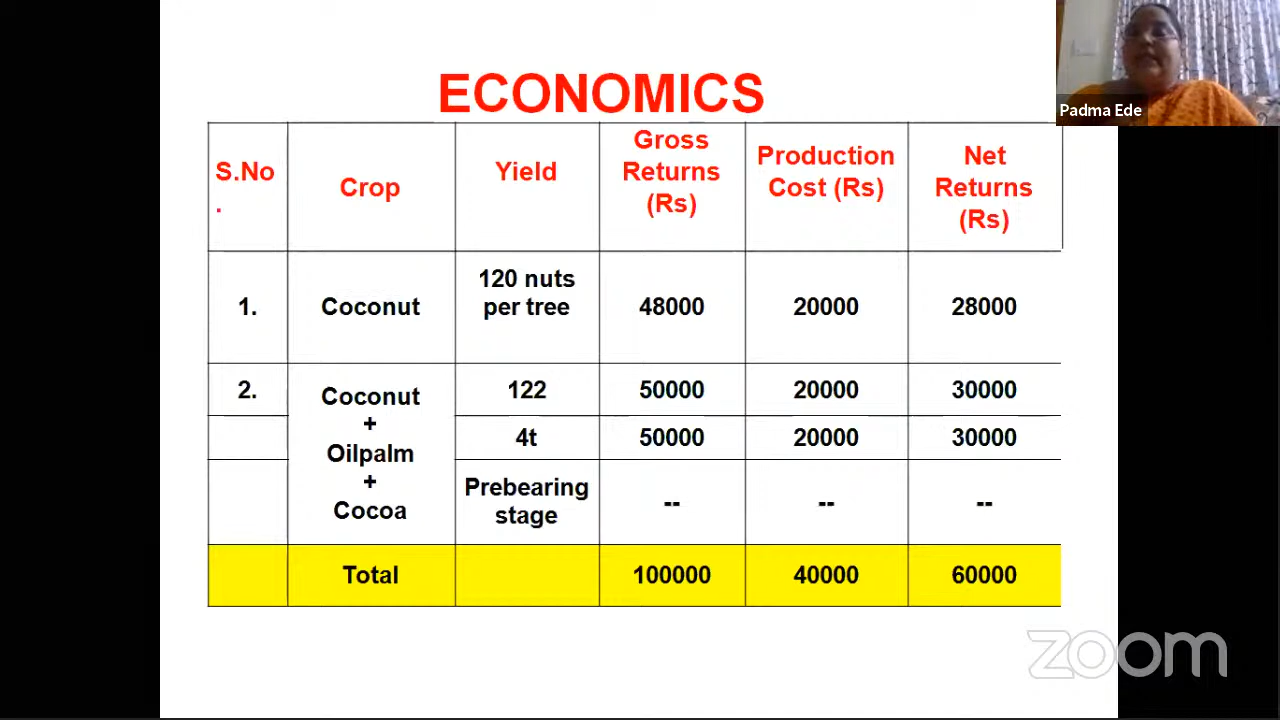 ECONOMICS
Padma Ede
S.No
.
Crop
Yield
Gross
Returns
(Rs)
Production
Cost (Rs)
Net
Returns
(Rs)
1.
Coconut
120 nuts
per tree
48000
20000
28000
2.
Coconut
+
Oilpalm
+
Cocoa
122
50000
20000
30000
4t
50000
20000
30000
Prebearing
stage
--
--
--
Total
100000
40000
60000
zoom